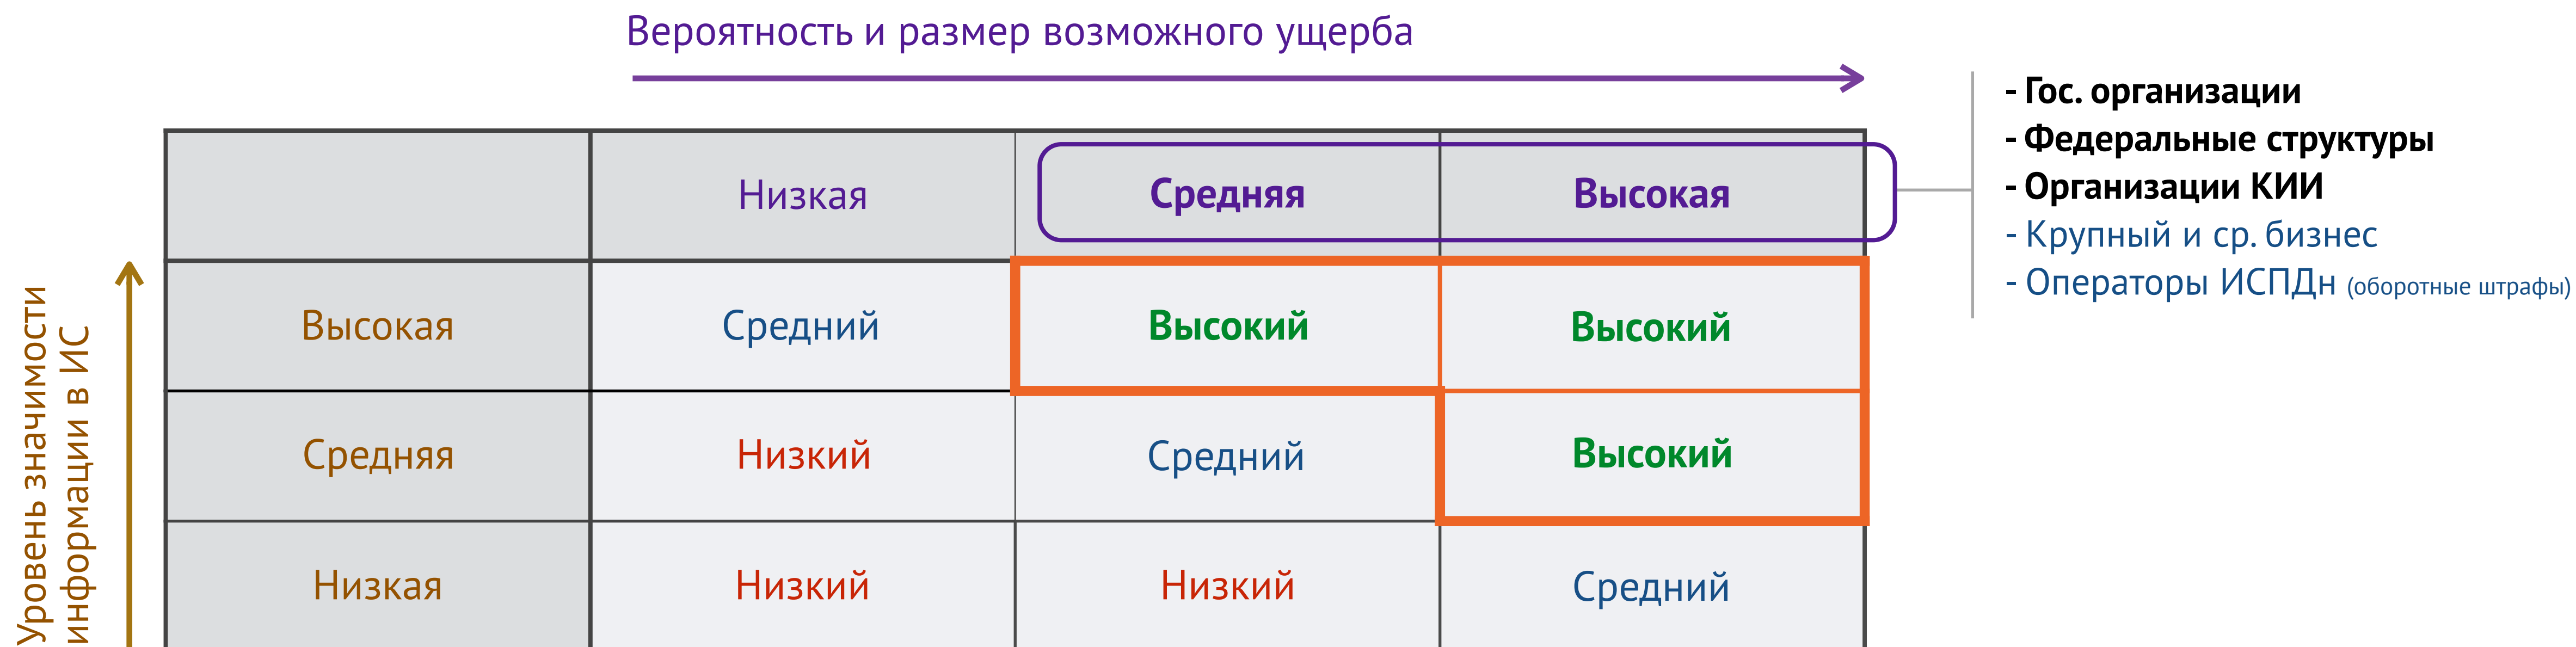 Вероятность и размер возможного ущерба
- Гос. организации
- Федеральные структуры
- Организации КИИ
- Крупный и ср. бизнес
- Операторы ИСПДн (оборотные штрафы)
Низкая Средняя Высокая
Уровень значимости
информации в ИС
Высокая Средний Высокий Высокий
Средняя Низкий Средний Высокий
Низкая Низкий Низкий Средний